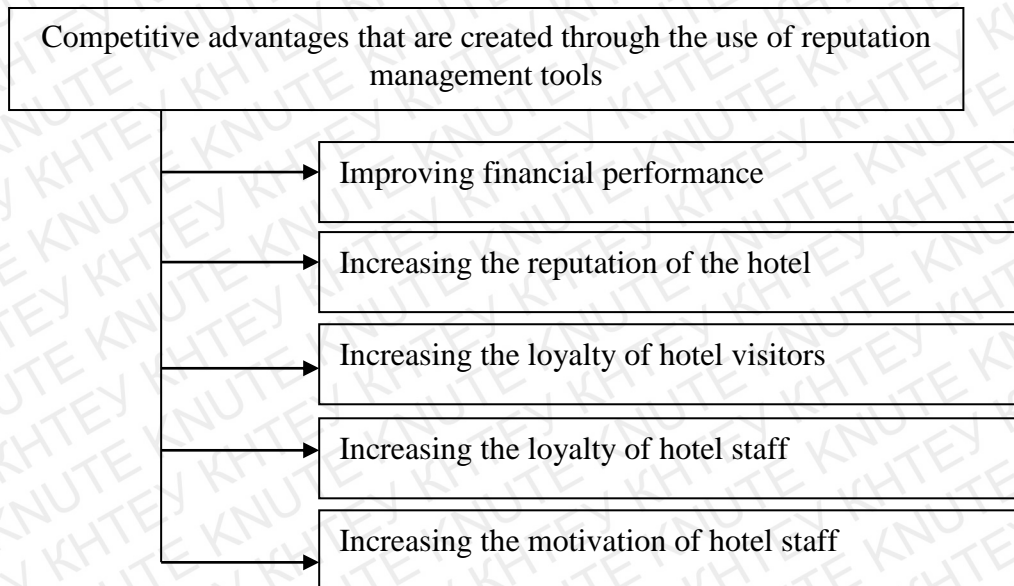 Competitive advantages that are created through the use of reputation
management tools
Improving financial performance
Increasing the reputation of the hotel
Increasing the loyalty of hotel visitors
Increasing the loyalty of hotel staff
Increasing the motivation of hotel staff